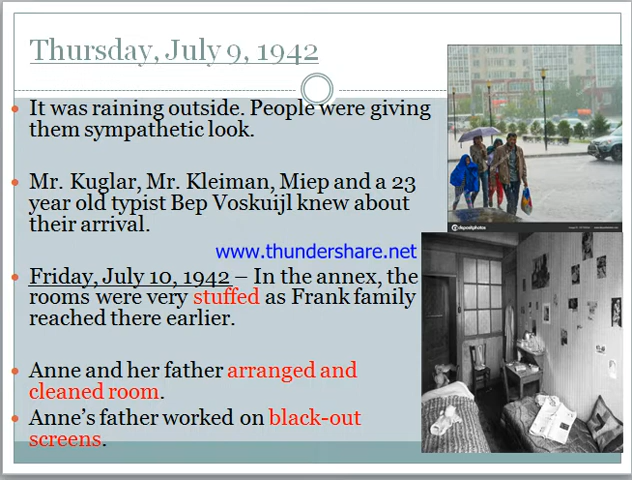 Thursday, July 9, 1942
It was raining outside. People were giving
them sympathetic look.
Mr. Kuglar, Mr. Kleiman, Miep and a 23
year old typist Bep Voskuijl knew about
their arrival.
www.thundershare.net
Friday, July 10, 1942 – In the annex, the
rooms were very stuffed as Frank family
reached there earlier.
Anne and her father arranged and
cleaned room.
Anne's father worked on black-out
screens.
depositphotos